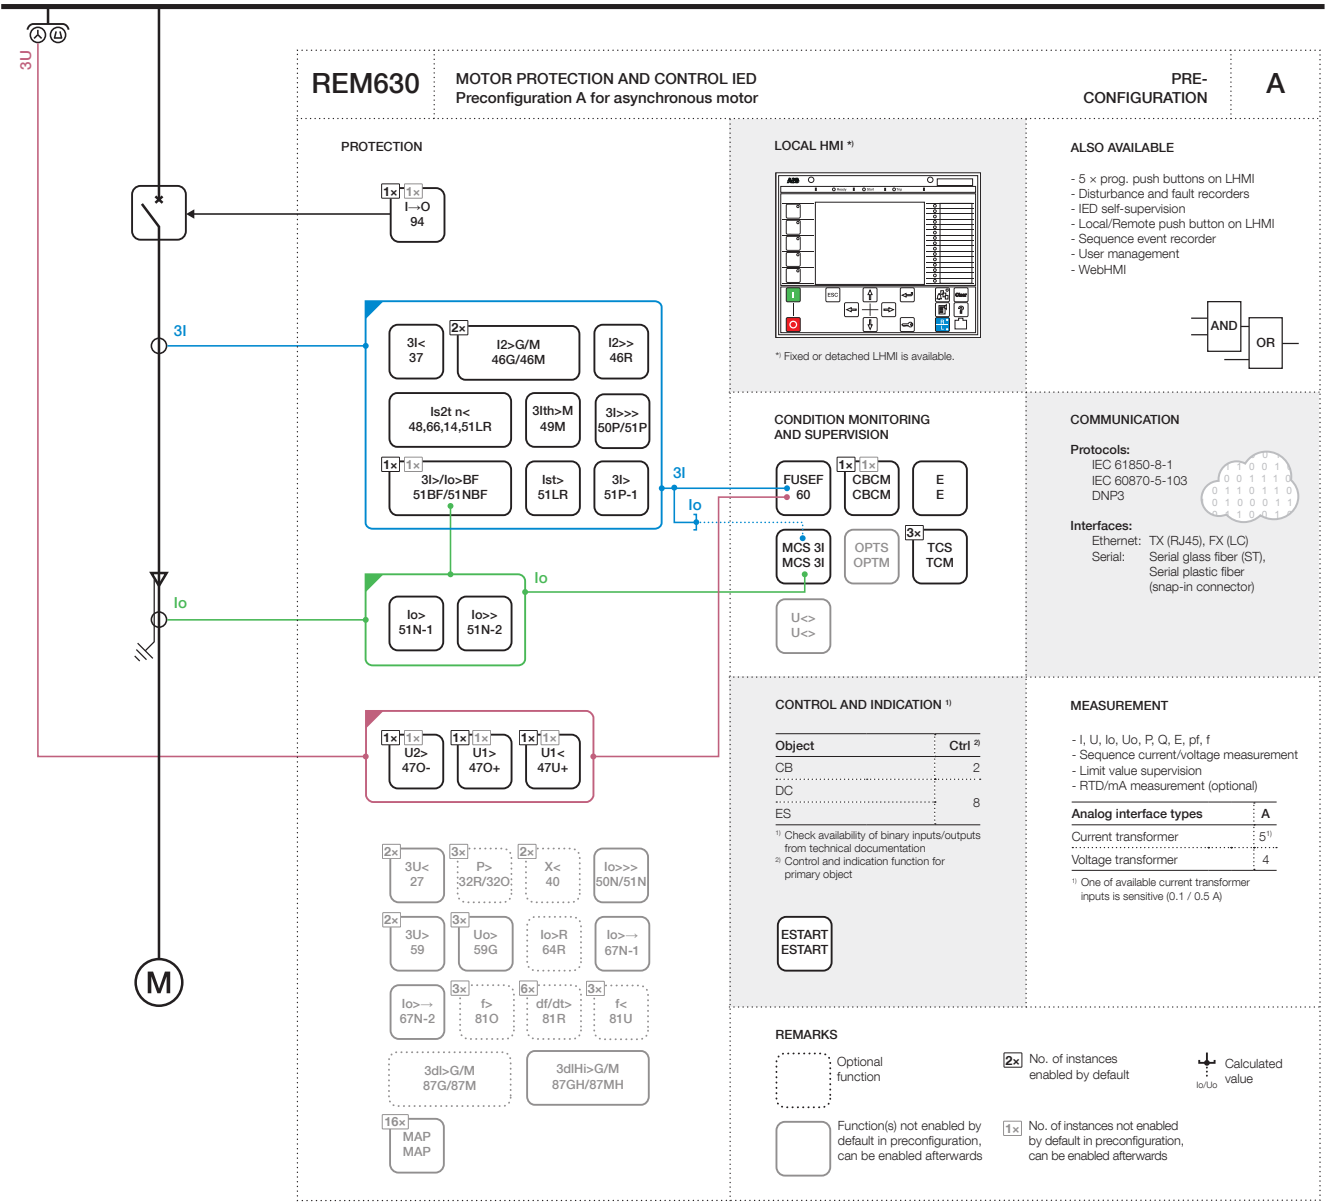 3U
REM630
MOTOR PROTECTION AND CONTROL IED
Preconfiguration A for asynchronous motor
PRE-
CONFIGURATION
A
PROTECTION
1×
1×
I→O
94
3I
3I<
37
2×
I2>G/M
46G/46M
I2>>
46R
Is2t n<
48,66,14,51LR
3Ith>M
49M
3I>>>
50P/51P
1×
1×
3I>/Io>BF
51BF/51NBF
Ist>
51LR
3I>
51P-1
3I
Io
Io
Io
Io>
51N-1
Io>>
51N-2
1×
1×
U2>
47O-
1×
1×
U1>
47O+
1×
1×
U1<
47U+
2×
3U<
27
3×
P>
32R/32O
2×
X<
40
Io>>>
50N/51N
2×
3U>
59
3×
Uo>
59G
Io>R
64R
Io>→
67N-1
Io>→
67N-2
3×
f>
81O
6×
df/dt>
81R
3×
f<
81U
3dI>G/M
87G/87M
3dIHi>G/M
87GH/87MH
16×
MAP
MAP
M
LOCAL HMI *)
ABB
Ready
Start
Trip
ESC
Clear
I
O
?
*) Fixed or detached LHMI is available.
ALSO AVAILABLE
- 5 × prog. push buttons on LHMI
- Disturbance and fault recorders
- IED self-supervision
- Local/Remote push button on LHMI
- Sequence event recorder
- User management
- WebHMI
AND
OR
CONDITION MONITORING
AND SUPERVISION
FUSEF
60
1×
1×
CBCM
CBCM
E
E
MCS 3I
MCS 3I
OPTS
OPTM
3×
TCS
TCM
U<>
U<>
COMMUNICATION
Protocols:
IEC 61850-8-1
IEC 60870-5-103
DNP3
Interfaces:
Ethernet: TX (RJ45), FX (LC)
Serial: Serial glass fiber (ST),
Serial plastic fiber
(snap-in connector)
CONTROL AND INDICATION 1)
Object Ctrl 2)
CB 2
DC
8
ES
1) Check availability of binary inputs/outputs
from technical documentation
2) Control and indication function for
primary object
ESTART
ESTART
MEASUREMENT
- I, U, Io, Uo, P, Q, E, pf, f
- Sequence current/voltage measurement
- Limit value supervision
- RTD/mA measurement (optional)
Analog interface types A
Current transformer 5 1)
Voltage transformer 4
1) One of available current transformer
inputs is sensitive (0.1 / 0.5 A)
REMARKS
Optional
function
2×
No. of instances
enabled by default
Io/Uo
Calculated
value
Function(s) not enabled by
default in preconfiguration,
can be enabled afterwards
1×
No. of instances not enabled
by default in preconfiguration,
can be enabled afterwards